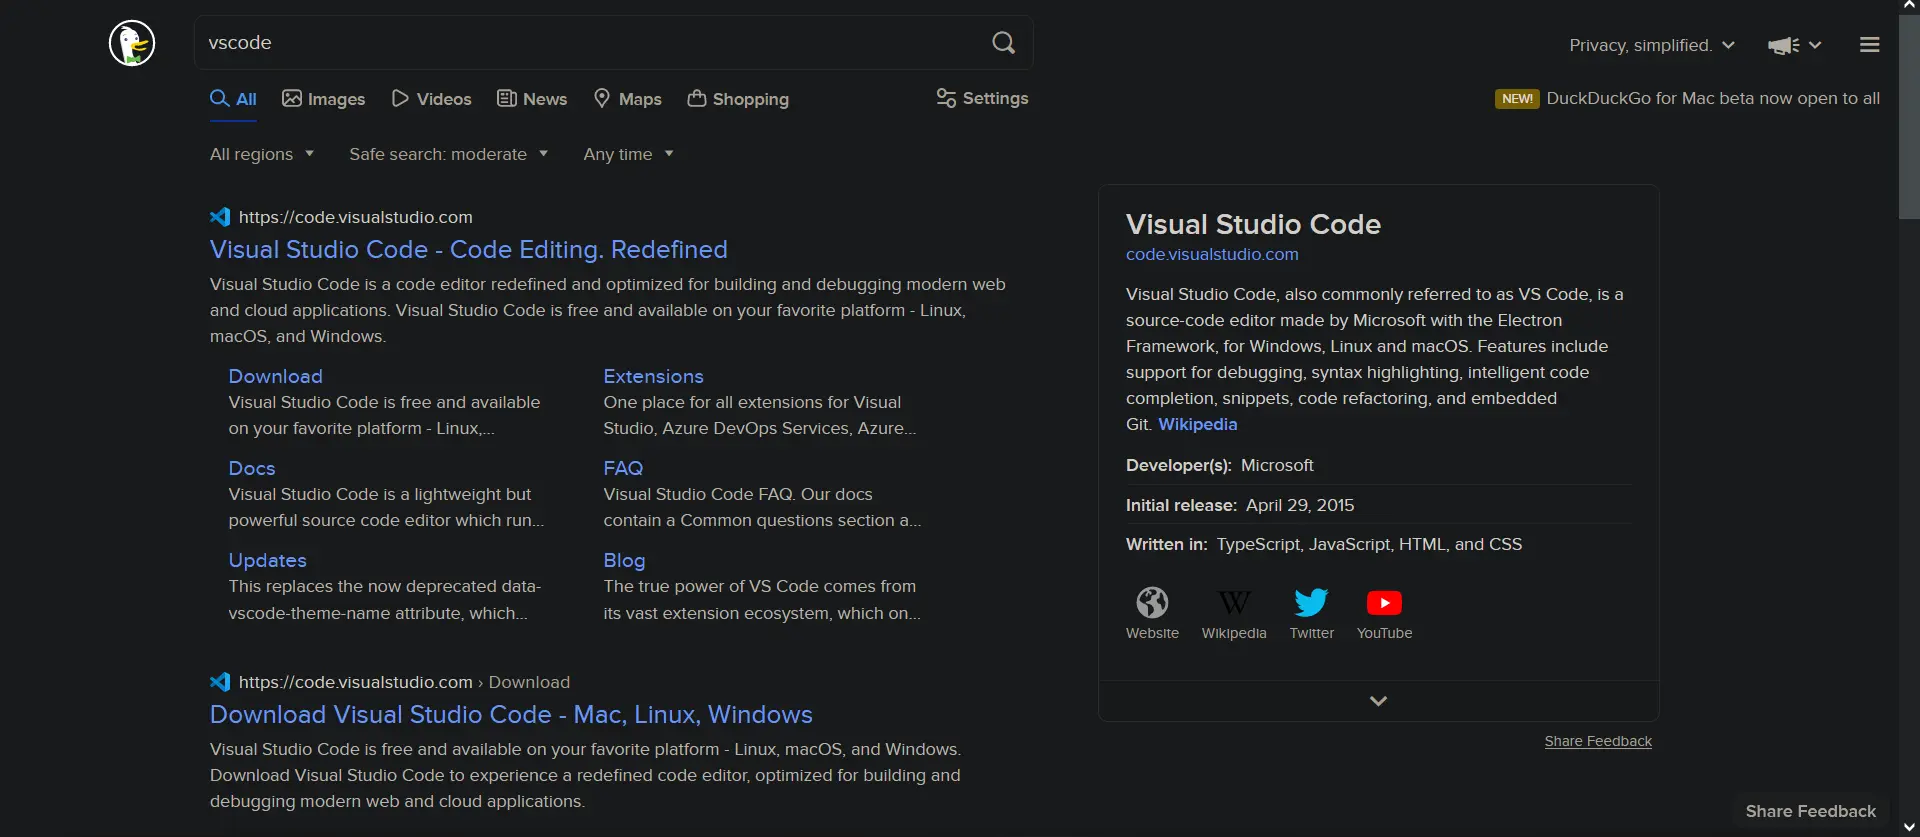 vscode
Privacy, simplified.
All Images Videos News Maps Shopping Settings
NEW! DuckDuckGo for Mac beta now open to all
All regions Safe search: moderate Any time
https://code.visualstudio.com
Visual Studio Code - Code Editing. Redefined
Visual Studio Code is a code editor redefined and optimized for building and debugging modern web
and cloud applications. Visual Studio Code is free and available on your favorite platform - Linux,
macOS, and Windows.
Download
Visual Studio Code is free and available
on your favorite platform - Linux,...
Extensions
One place for all extensions for Visual
Studio, Azure DevOps Services, Azure...
Docs
Visual Studio Code is a lightweight but
powerful source code editor which run...
FAQ
Visual Studio Code FAQ. Our docs
contain a Common questions section a...
Updates
This replaces the now deprecated data-
vscode-theme-name attribute, which...
Blog
The true power of VS Code comes from
its vast extension ecosystem, which on...
https://code.visualstudio.com › Download
Download Visual Studio Code - Mac, Linux, Windows
Visual Studio Code is free and available on your favorite platform - Linux, macOS, and Windows.
Download Visual Studio Code to experience a redefined code editor, optimized for building and
debugging modern web and cloud applications.
Visual Studio Code
code.visualstudio.com
Visual Studio Code, also commonly referred to as VS Code, is a
source-code editor made by Microsoft with the Electron
Framework, for Windows, Linux and macOS. Features include
support for debugging, syntax highlighting, intelligent code
completion, snippets, code refactoring, and embedded
Git. Wikipedia
Developer(s): Microsoft
Initial release: April 29, 2015
Written in: TypeScript, JavaScript, HTML, and CSS
W
Website Wikipedia Twitter YouTube
Share Feedback
Share Feedback